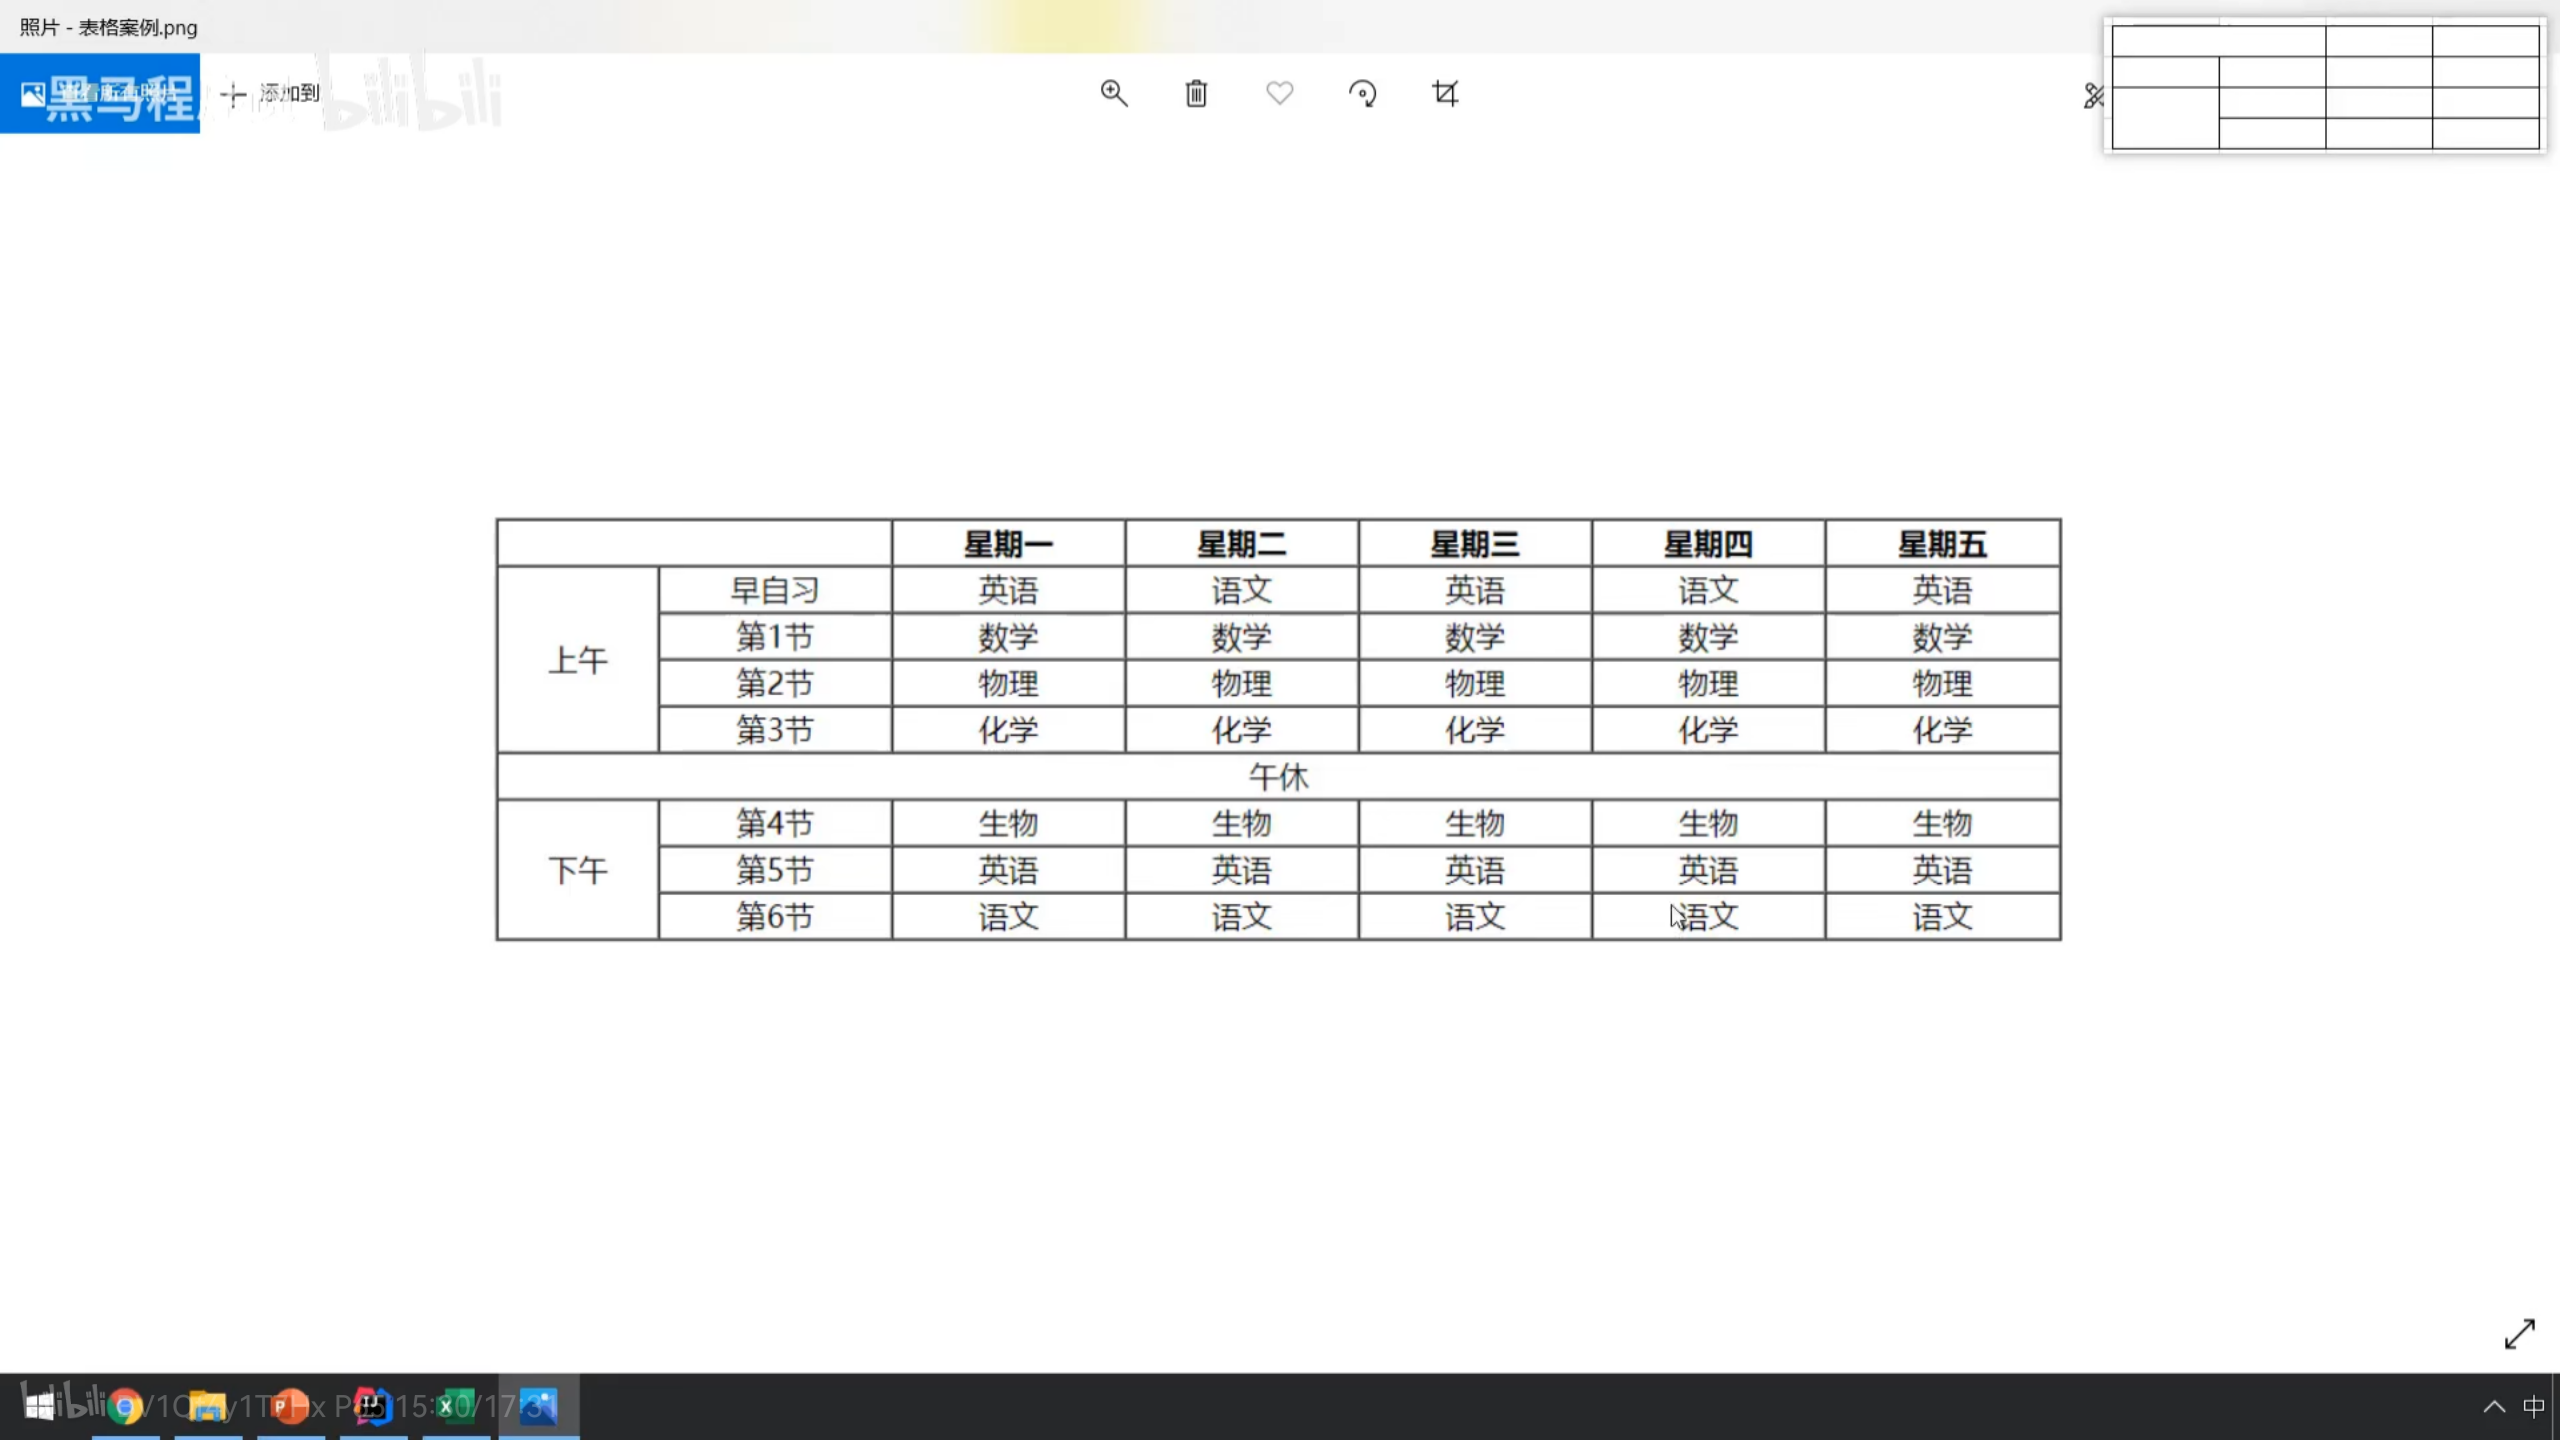 照片 - 表格案例.png
黑马程
添加到
bilibili
星期一 星期二 星期三 星期四 星期五
上午 早自习 英语 语文 英语 语文 英语
第1节 数学 数学 数学 数学 数学
第2节 物理 物理 物理 物理 物理
第3节 化学 化学 化学 化学 化学
午休
下午 第4节 生物 生物 生物 生物 生物
第5节 英语 英语 英语 英语 英语
第6节 语文 语文 语文 语文 语文
bilibili 15:30/17:31
中